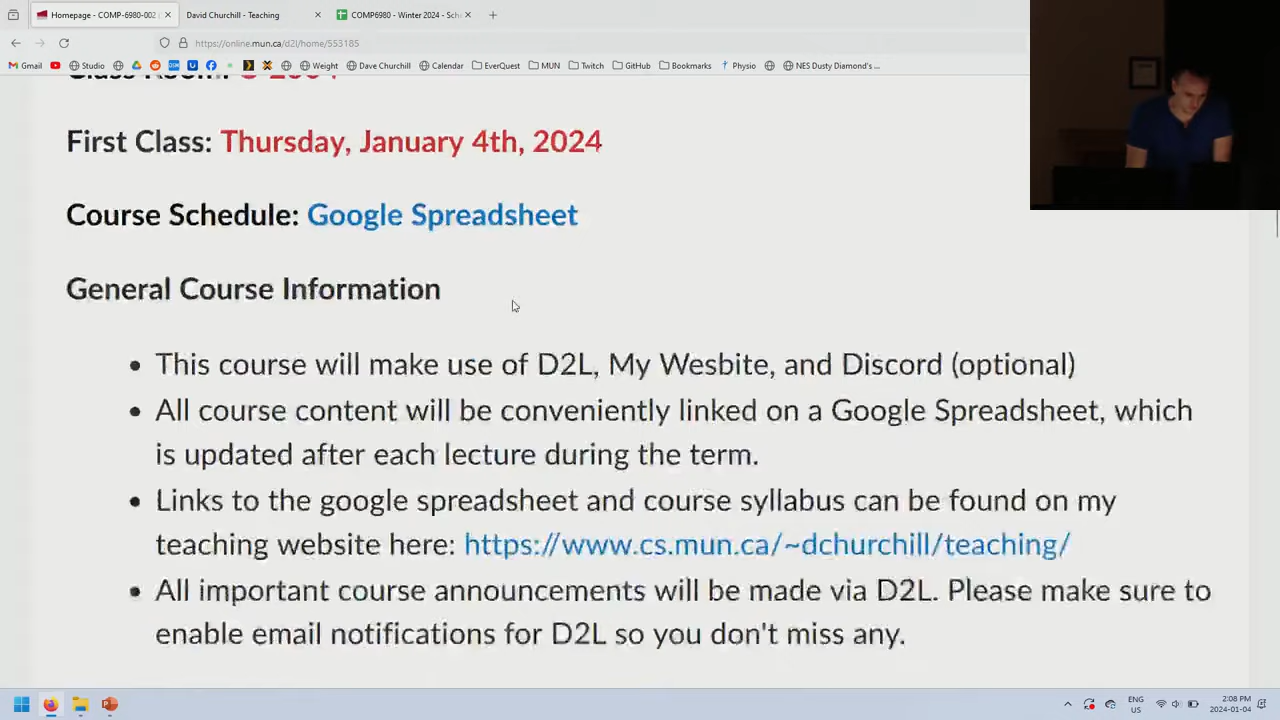 Homepage - COMP-6980-002
David Churchill - Teaching
COMP6980 - Winter 2024 - Sch
https://online.mun.ca/d2l/home/553185
Gmail
Studio
Weight
Dave Churchill
Calendar
EverQuest
MUN
Twitch
GitHub
Bookmarks
Physio
NES Dusty Diamond's ...
First Class: Thursday, January 4th, 2024
Course Schedule: Google Spreadsheet
General Course Information
• This course will make use of D2L, My Wesbite, and Discord (optional)
• All course content will be conveniently linked on a Google Spreadsheet, which
is updated after each lecture during the term.
• Links to the google spreadsheet and course syllabus can be found on my
teaching website here: https://www.cs.mun.ca/~dchurchill/teaching/
• All important course announcements will be made via D2L. Please make sure to
enable email notifications for D2L so you don't miss any.
ENG
US
2:08 PM
2024-01-04